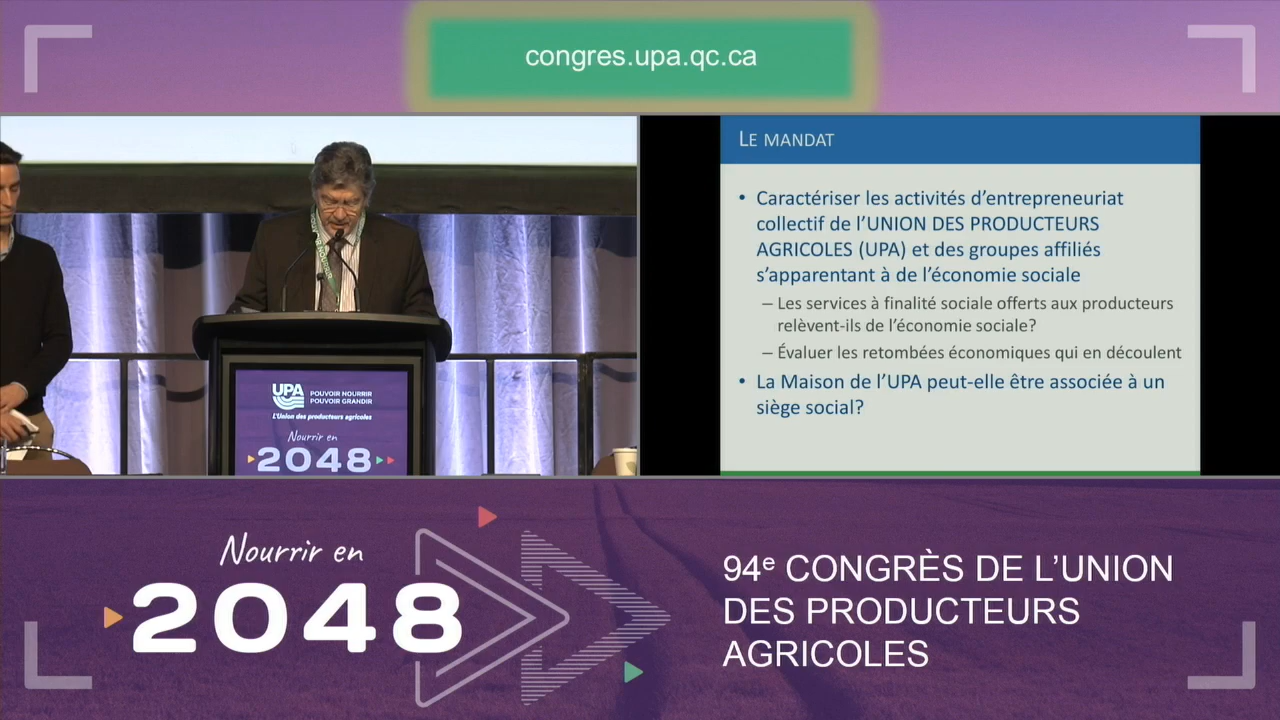 congres.upa.qc.ca
LE MANDAT
• Caractériser les activités d'entrepreneuriat
collectif de l'UNION DES PRODUCTEURS
AGRICOLES (UPA) et des groupes affiliés
s'apparentant à de l'économie sociale
– Les services à finalité sociale offerts aux producteurs
relèvent-ils de l'économie sociale?
– Évaluer les retombées économiques qui en découlent
• La Maison de l'UPA peut-elle être associée à un
siège social?
UPA
POUVOIR NOURRIR
POUVOIR GRANDIR
L'Union des producteurs agricoles
Nourrir en
2048
Nourrir en
2048
94e CONGRÈS DE L'UNION
DES PRODUCTEURS
AGRICOLES